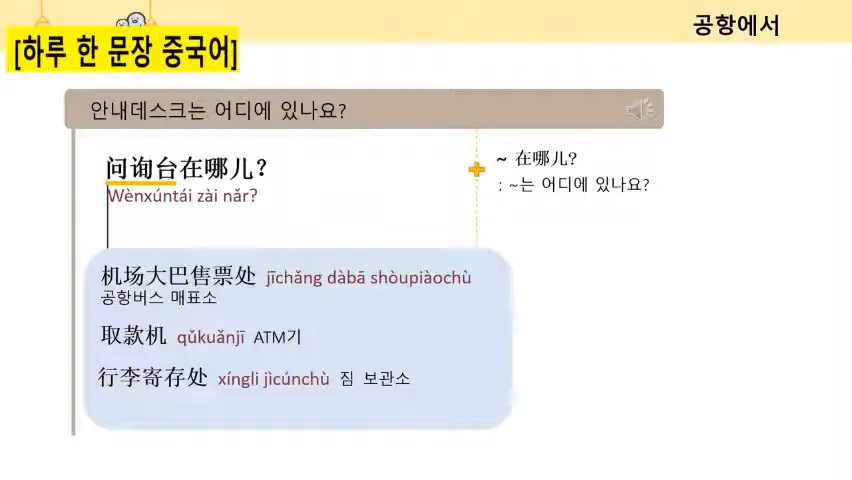 공항에서
[하루 한 문장 중국어]
안내데스크는 어디에 있나요?
问询台在哪儿?
Wènxúntái zài nǎr?
~ 在哪儿?
: ~는 어디에 있나요?
机场大巴售票处 jīchǎng dàbā shòupiàochù
공항버스 매표소
取款机 qǔkuǎnjī ATM기
行李寄存处 xíngli jìcúnchù 짐 보관소